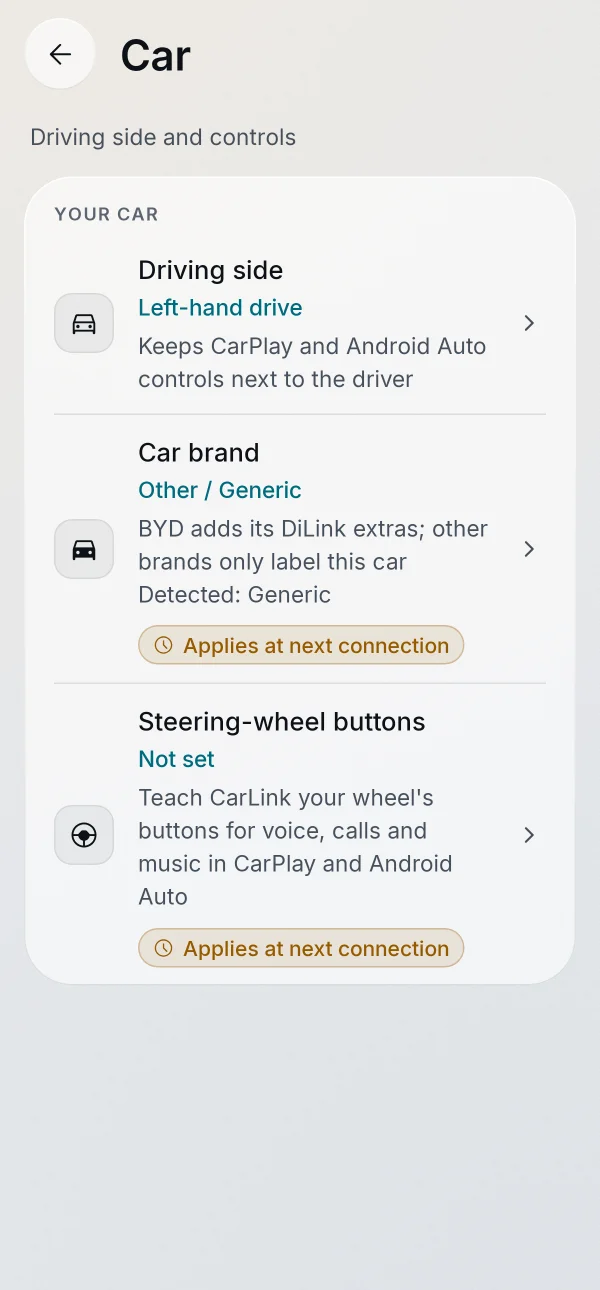 Car
Driving side and controls
YOUR CAR
Driving side
Left-hand drive
Keeps CarPlay and Android Auto
controls next to the driver
Car brand
Other / Generic
BYD adds its DiLink extras; other
brands only label this car
Detected: Generic
Applies at next connection
Steering-wheel buttons
Not set
Teach CarLink your wheel's
buttons for voice, calls and
music in CarPlay and Android
Auto
Applies at next connection